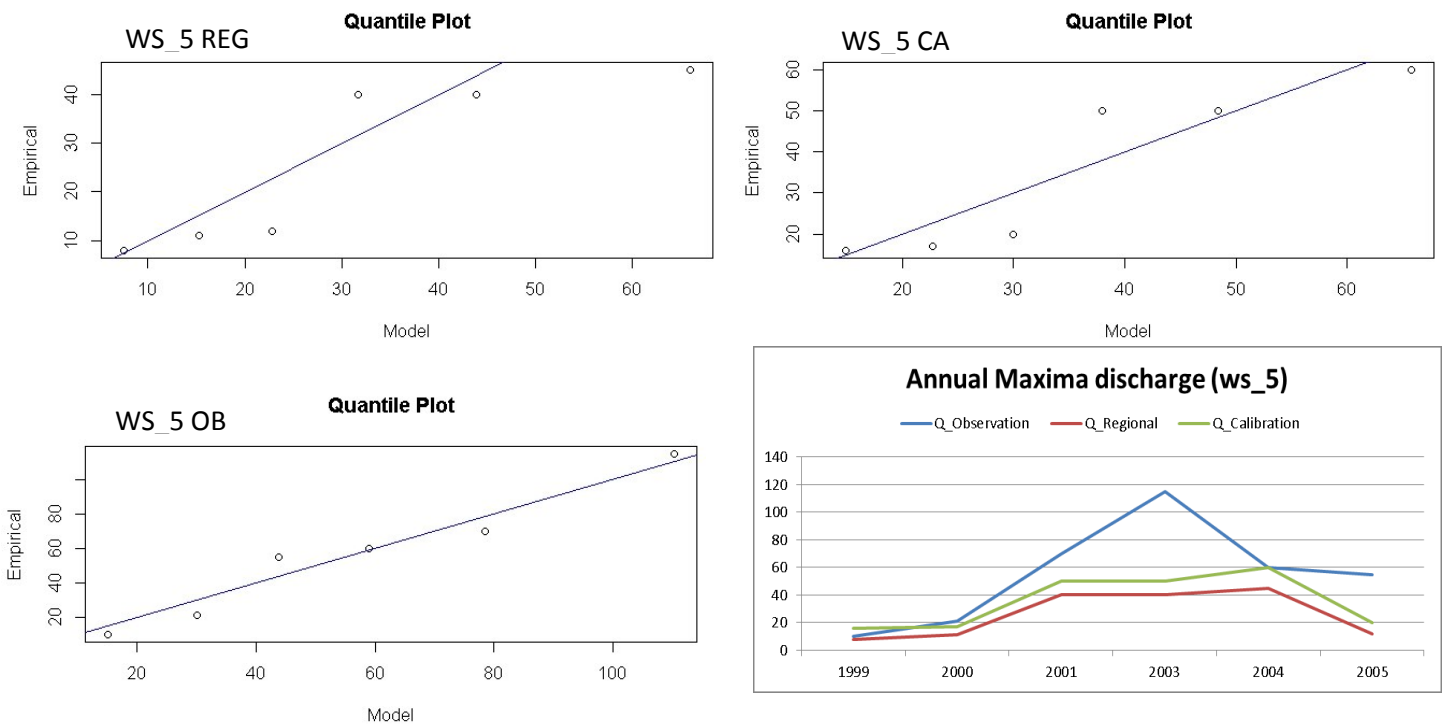 WS_5 REG
Quantile Plot
Empirical
40
30
20
10
10 20 30 40 50 60
Model
WS_5 CA
Quantile Plot
Empirical
60
50
40
30
20
20 30 40 50 60
Model
WS_5 OB
Quantile Plot
Empirical
80
60
40
20
20 40 60 80 100
Model
Annual Maxima discharge (ws_5)
Q_Observation Q_Regional Q_Calibration
140
120
100
80
60
40
20
0
1999 2000 2001 2003 2004 2005